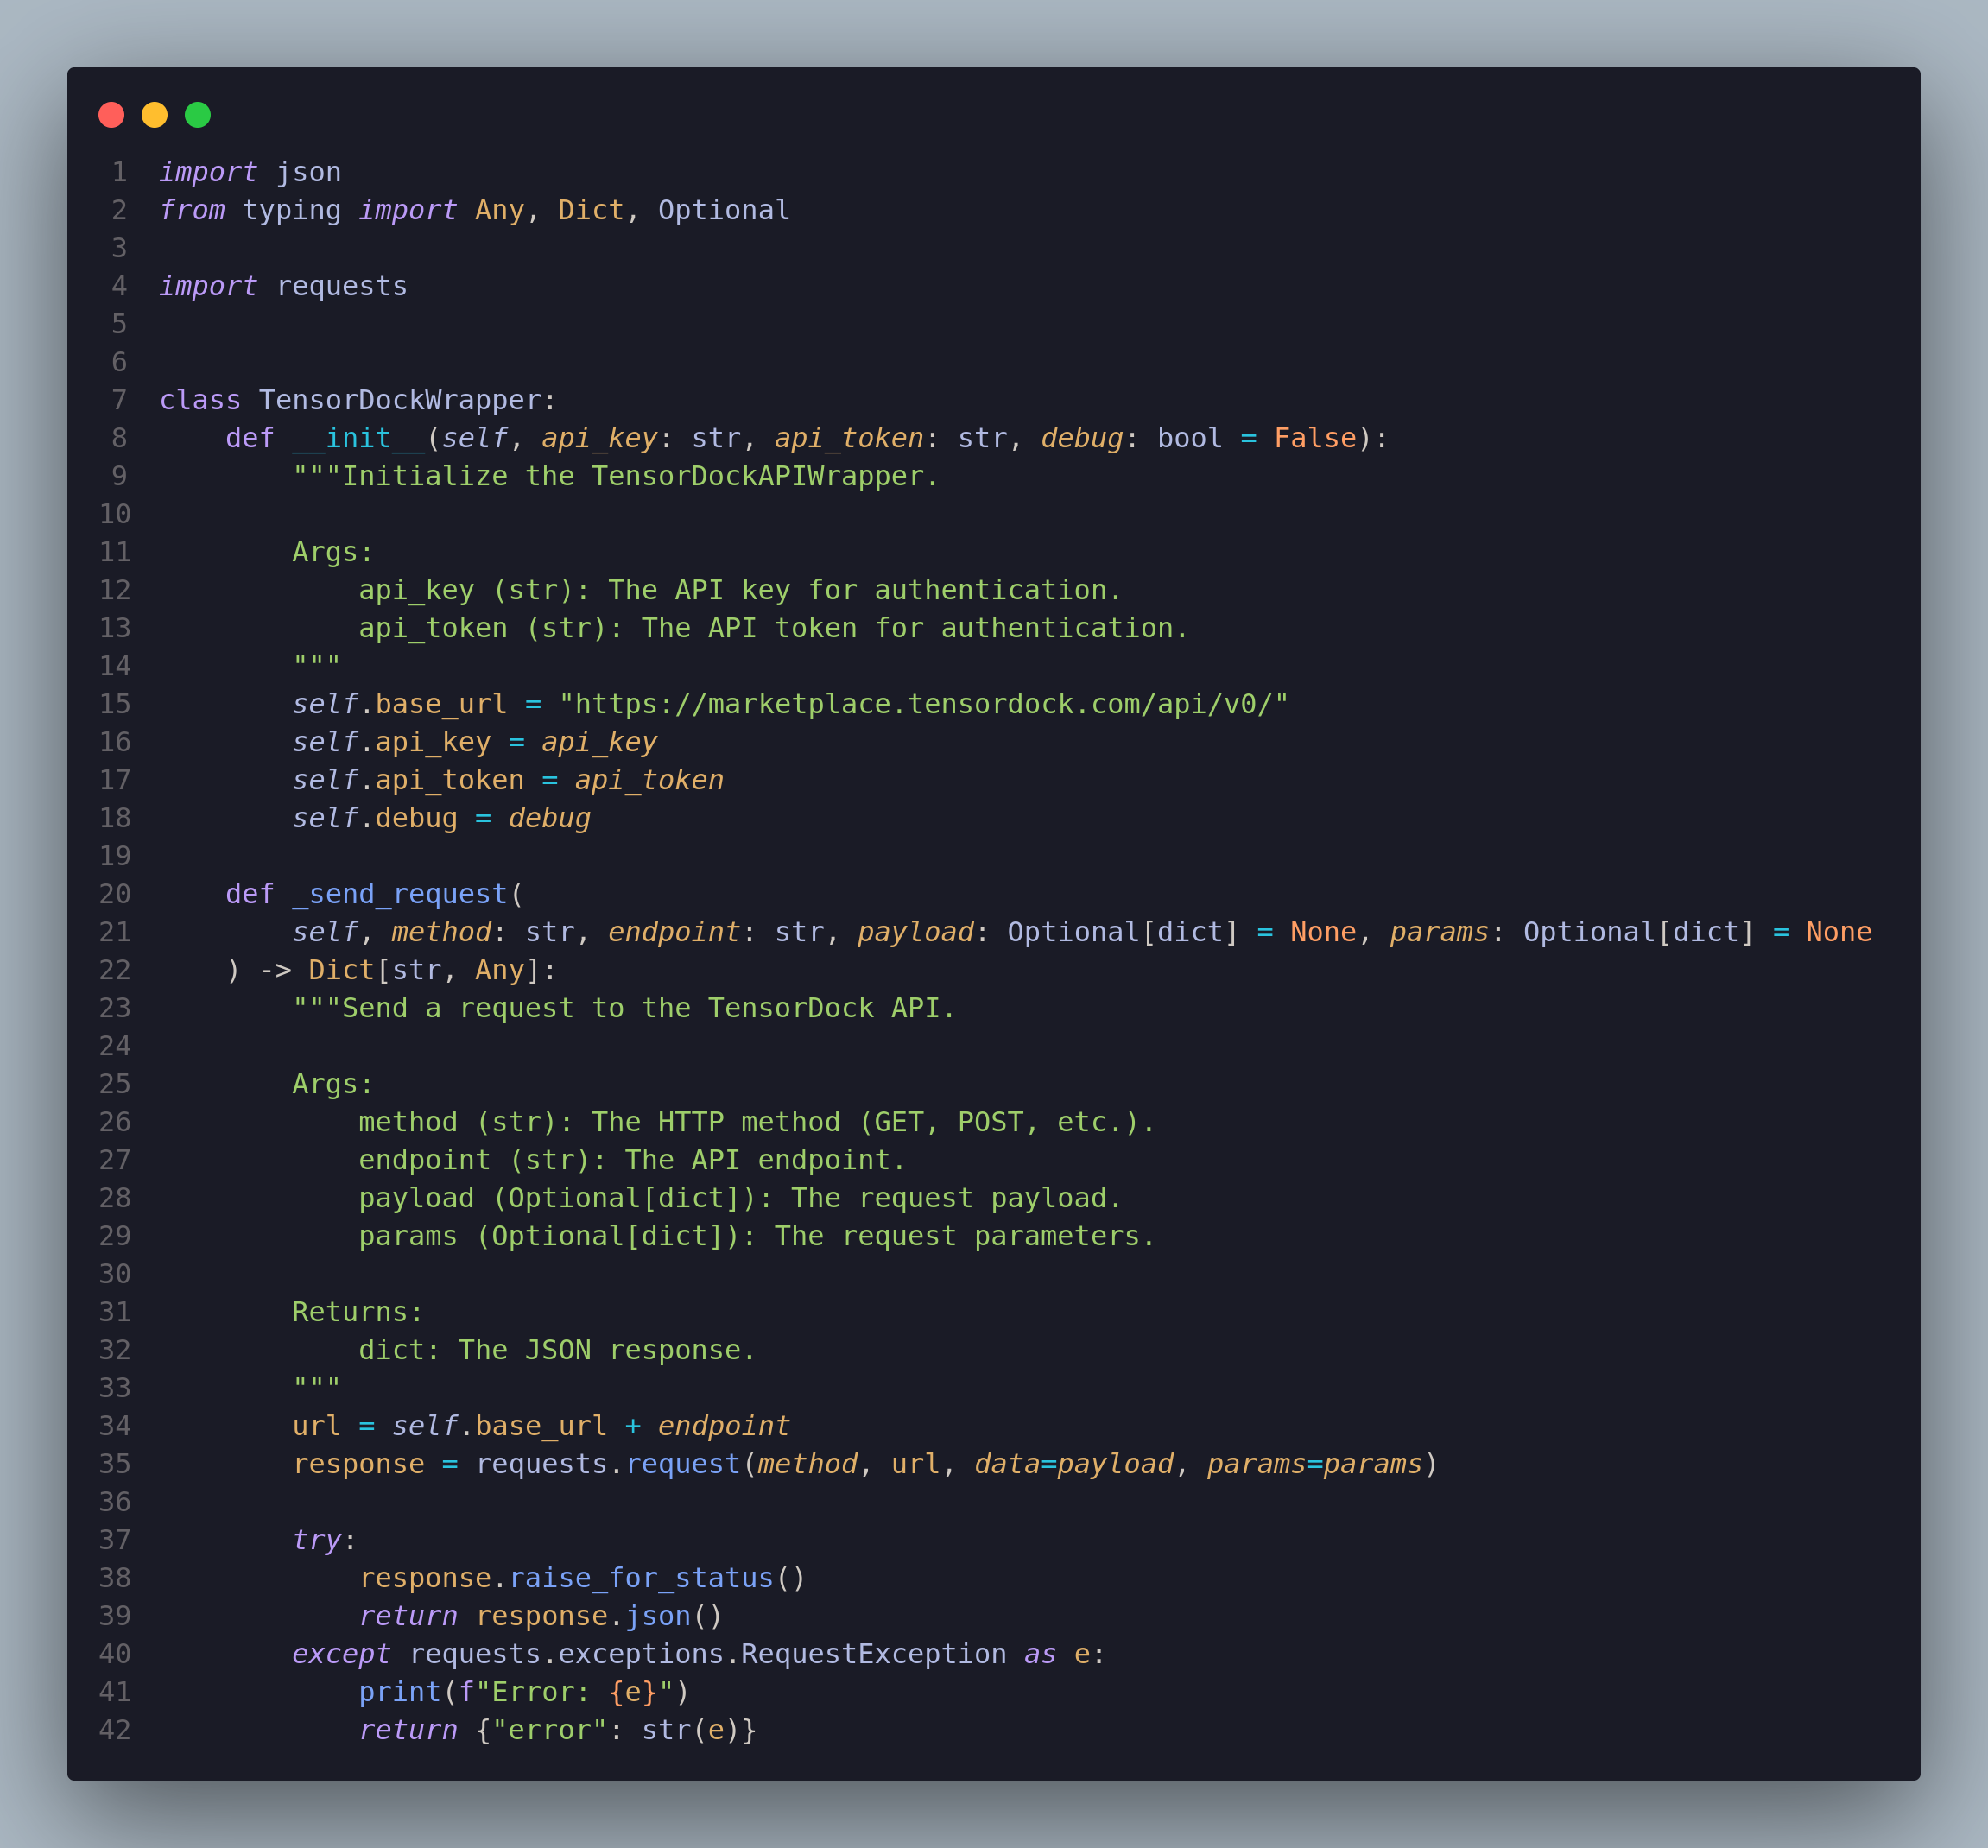 1 import json
2 from typing import Any, Dict, Optional
3
4 import requests
5
6
7 class TensorDockWrapper:
8     def __init__(self, api_key: str, api_token: str, debug: bool = False):
9         """Initialize the TensorDockAPIWrapper.
10
11         Args:
12             api_key (str): The API key for authentication.
13             api_token (str): The API token for authentication.
14         """
15         self.base_url = "https://marketplace.tensordock.com/api/v0/"
16         self.api_key = api_key
17         self.api_token = api_token
18         self.debug = debug
19
20     def _send_request(
21         self, method: str, endpoint: str, payload: Optional[dict] = None, params: Optional[dict] = None
22     ) -> Dict[str, Any]:
23         """Send a request to the TensorDock API.
24
25         Args:
26             method (str): The HTTP method (GET, POST, etc.).
27             endpoint (str): The API endpoint.
28             payload (Optional[dict]): The request payload.
29             params (Optional[dict]): The request parameters.
30
31         Returns:
32             dict: The JSON response.
33         """
34         url = self.base_url + endpoint
35         response = requests.request(method, url, data=payload, params=params)
36
37         try:
38             response.raise_for_status()
39             return response.json()
40         except requests.exceptions.RequestException as e:
41             print(f"Error: {e}")
42             return {"error": str(e)}